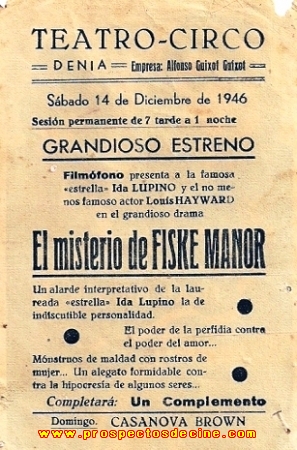 TEATRO-CIRCO
DENIA Empresa: Alfonso Guixot Guixot
Sábado 14 de Diciembre de 1946
Sesión permanente de 7 tarde a 1 noche
GRANDIOSO ESTRENO
Filmófono presenta a la famosa
«estrella» Ida LUPINO y el no me-
nos famoso actor Louis HAYWARD
en el grandioso drama
El misterio de FISKE MANOR
Un alarde interpretativo de la lau-
reada «estrella» Ida Lupino la de
indiscutible personalidad.
El poder de la perfidia contra
el poder del amor...
Mónstruos de maldad con rostros de
mujer... Un alegato formidable con-
tra la hipocresia de algunos seres...
Completará: Un Complemento
Domingo. CASANOVA BROWN
www.prospectosdecine.com